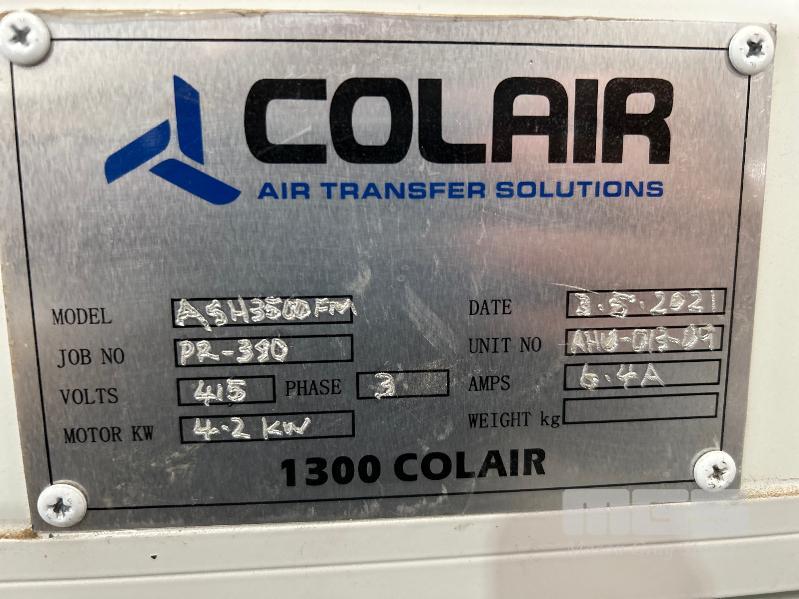 COLAIR
AIR TRANSFER SOLUTIONS
MODEL ASH3500FM
JOB NO PR-390
VOLTS 415 PHASE 3
MOTOR KW 4.2 KW
DATE 3.5.2021
UNIT NO AHU-013-09
AMPS 6.4A
WEIGHT kg
1300 COLAIR